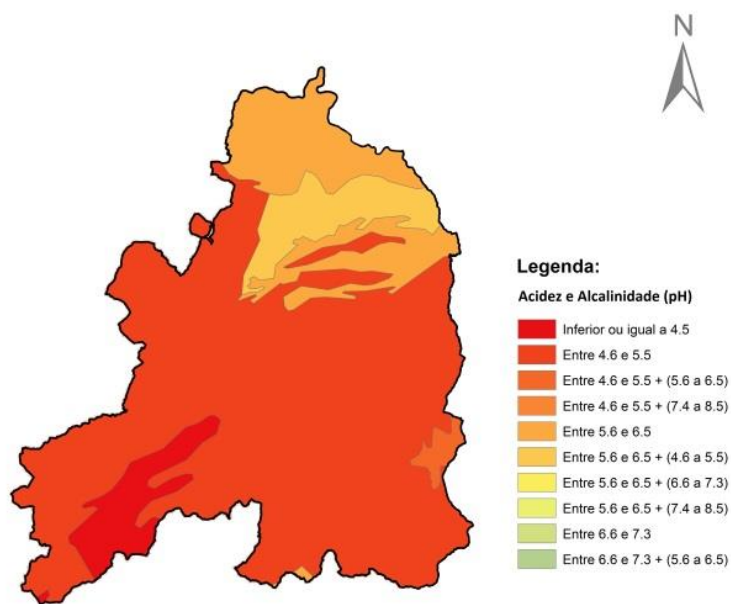 N
Legenda:
Acidez e Alcalinidade (pH)
Inferior ou igual a 4.5
Entre 4.6 e 5.5
Entre 4.6 e 5.5 + (5.6 a 6.5)
Entre 4.6 e 5.5 + (7.4 a 8.5)
Entre 5.6 e 6.5
Entre 5.6 e 6.5 + (4.6 a 5.5)
Entre 5.6 e 6.5 + (6.6 a 7.3)
Entre 5.6 e 6.5 + (7.4 a 8.5)
Entre 6.6 e 7.3
Entre 6.6 e 7.3 + (5.6 a 6.5)